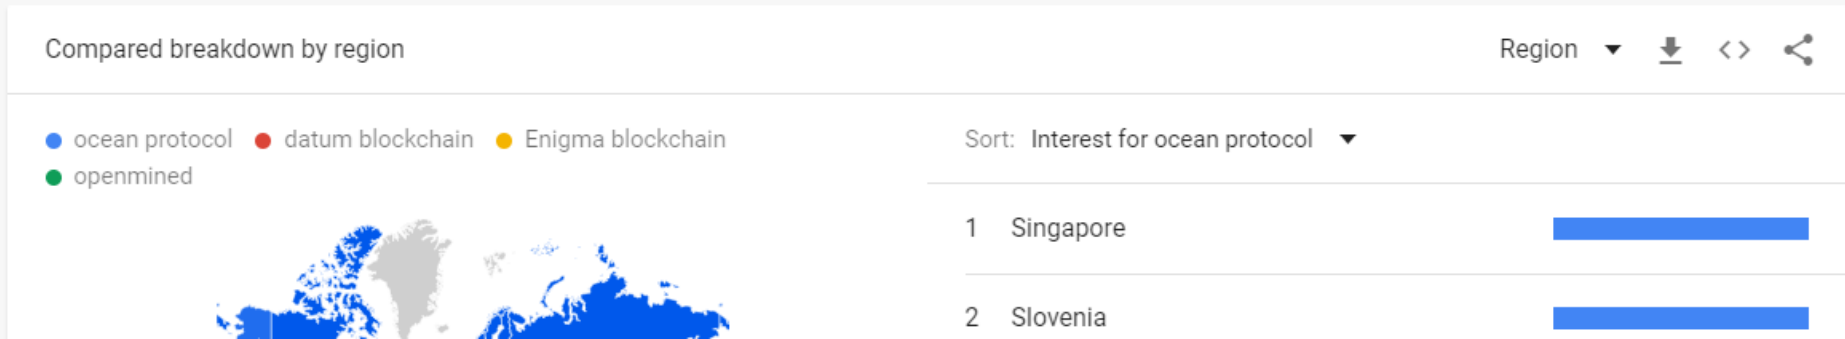 Compared breakdown by region
Region
ocean protocol datum blockchain Enigma blockchain
openmined
Sort: Interest for ocean protocol
1 Singapore
2 Slovenia